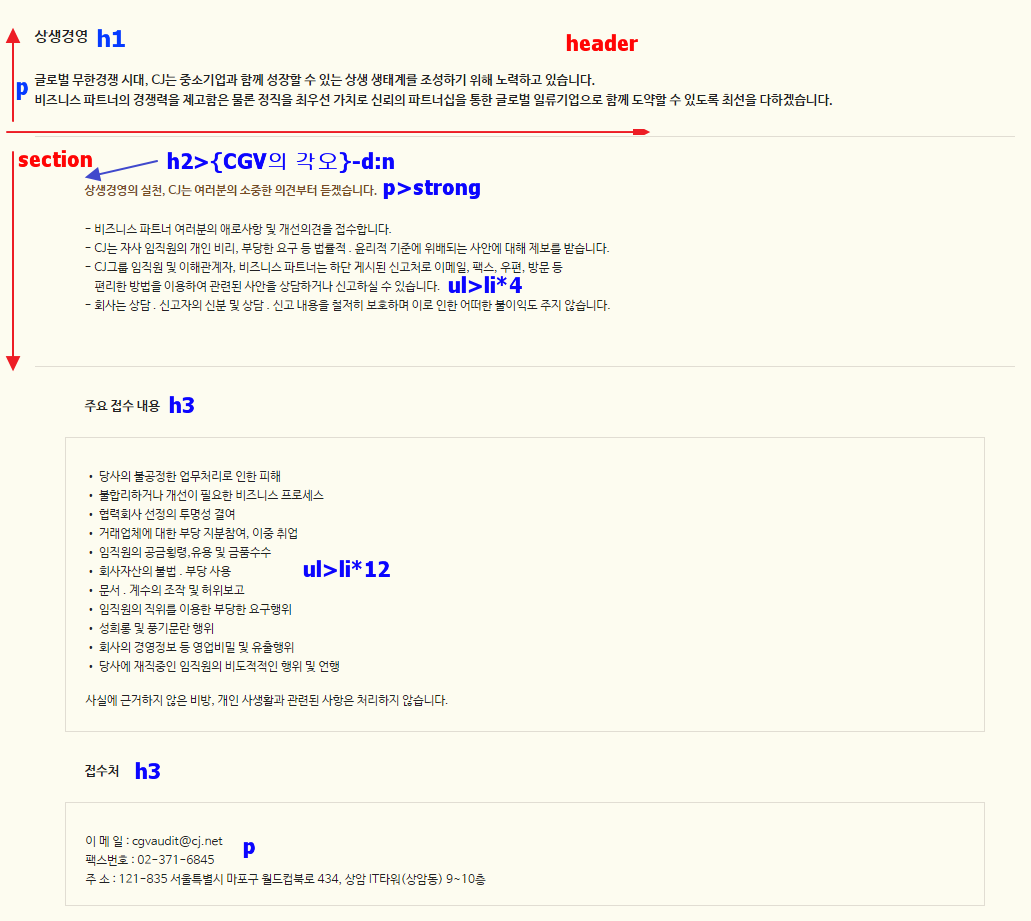 상생경영 h1
header
p
글로벌 무한경쟁 시대, CJ는 중소기업과 함께 성장할 수 있는 상생 생태계를 조성하기 위해 노력하고 있습니다.
비즈니스 파트너의 경쟁력을 제고함은 물론 정직을 최우선 가치로 신뢰의 파트너십을 통한 글로벌 일류기업으로 함께 도약할 수 있도록 최선을 다하겠습니다.
section
h2>{CGV의 각오}-d:n
상생경영의 실천, CJ는 여러분의 소중한 의견부터 듣겠습니다. p>strong
- 비즈니스 파트너 여러분의 애로사항 및 개선의견을 접수합니다.
- CJ는 자사 임직원의 개인 비리, 부당한 요구 등 법률적 . 윤리적 기준에 위배되는 사안에 대해 제보를 받습니다.
- CJ그룹 임직원 및 이해관계자, 비즈니스 파트너는 하단 게시된 신고처로 이메일, 팩스, 우편, 방문 등
편리한 방법을 이용하여 관련된 사안을 상담하거나 신고하실 수 있습니다. ul>li*4
- 회사는 상담 . 신고자의 신분 및 상담 . 신고 내용을 철저히 보호하며 이로 인한 어떠한 불이익도 주지 않습니다.
주요 접수 내용 h3
• 당사의 불공정한 업무처리로 인한 피해
• 불합리하거나 개선이 필요한 비즈니스 프로세스
• 협력회사 선정의 투명성 결여
• 거래업체에 대한 부당 지분참여, 이중 취업
• 임직원의 공금횡령,유용 및 금품수수
• 회사자산의 불법 . 부당 사용
ul>li*12
• 문서 . 계수의 조작 및 허위보고
• 임직원의 직위를 이용한 부당한 요구행위
• 성희롱 및 풍기문란 행위
• 회사의 경영정보 등 영업비밀 및 유출행위
• 당사에 재직중인 임직원의 비도적적인 행위 및 언행
사실에 근거하지 않은 비방, 개인 사생활과 관련된 사항은 처리하지 않습니다.
접수처 h3
이 메 일 : cgvaudit@cj.net
p
팩스번호 : 02-371-6845
주 소 : 121-835 서울특별시 마포구 월드컵북로 434, 상암 IT타워(상암동) 9~10층